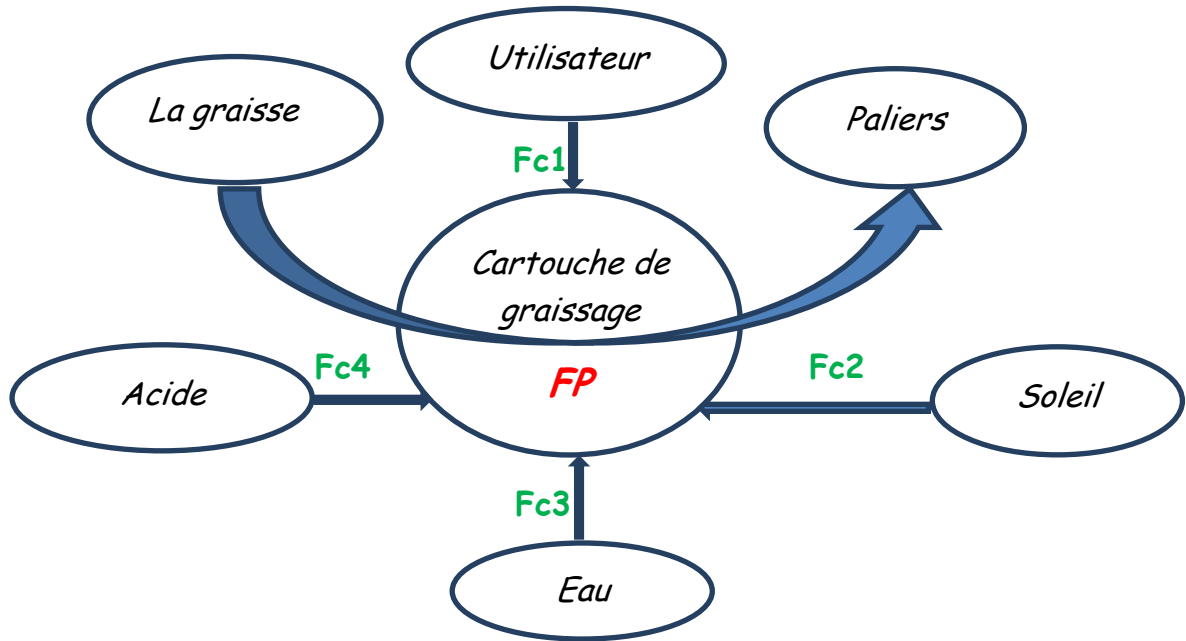 Utilisateur
La graisse
Paliers
Fc1
Cartouche de
graissage
FP
Fc4
Fc2
Acide
Soleil
Fc3
Eau